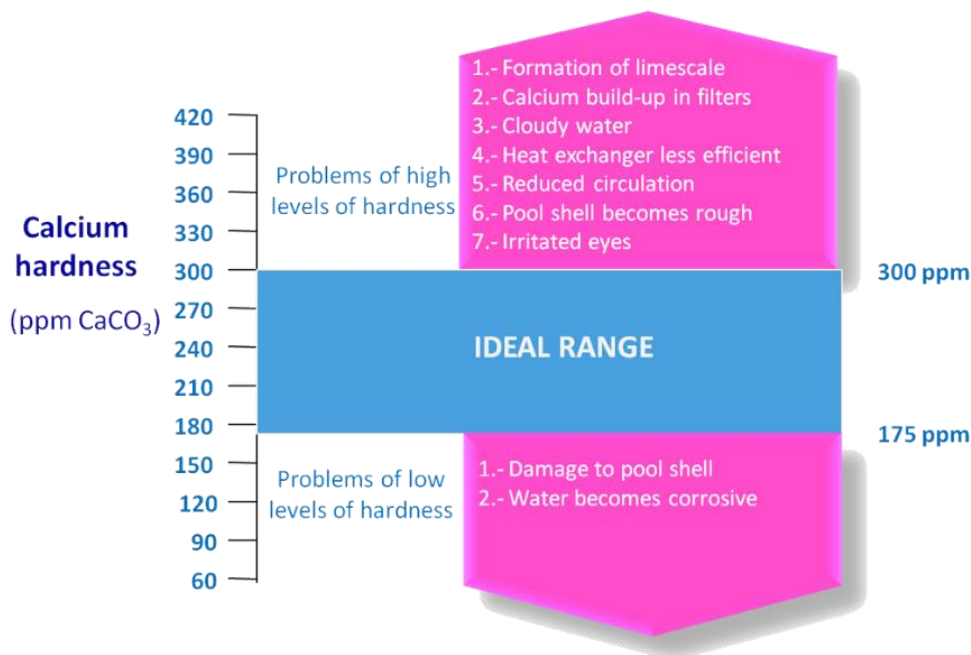 Calcium
hardness
(ppm CaCO₃)
420
390
360
330
300
270
240
210
180
150
120
90
60
Problems of high
levels of hardness
1.- Formation of limescale
2.- Calcium build-up in filters
3.- Cloudy water
4.- Heat exchanger less efficient
5.- Reduced circulation
6.- Pool shell becomes rough
7.- Irritated eyes
300 ppm
IDEAL RANGE
175 ppm
Problems of low
levels of hardness
1.- Damage to pool shell
2.- Water becomes corrosive